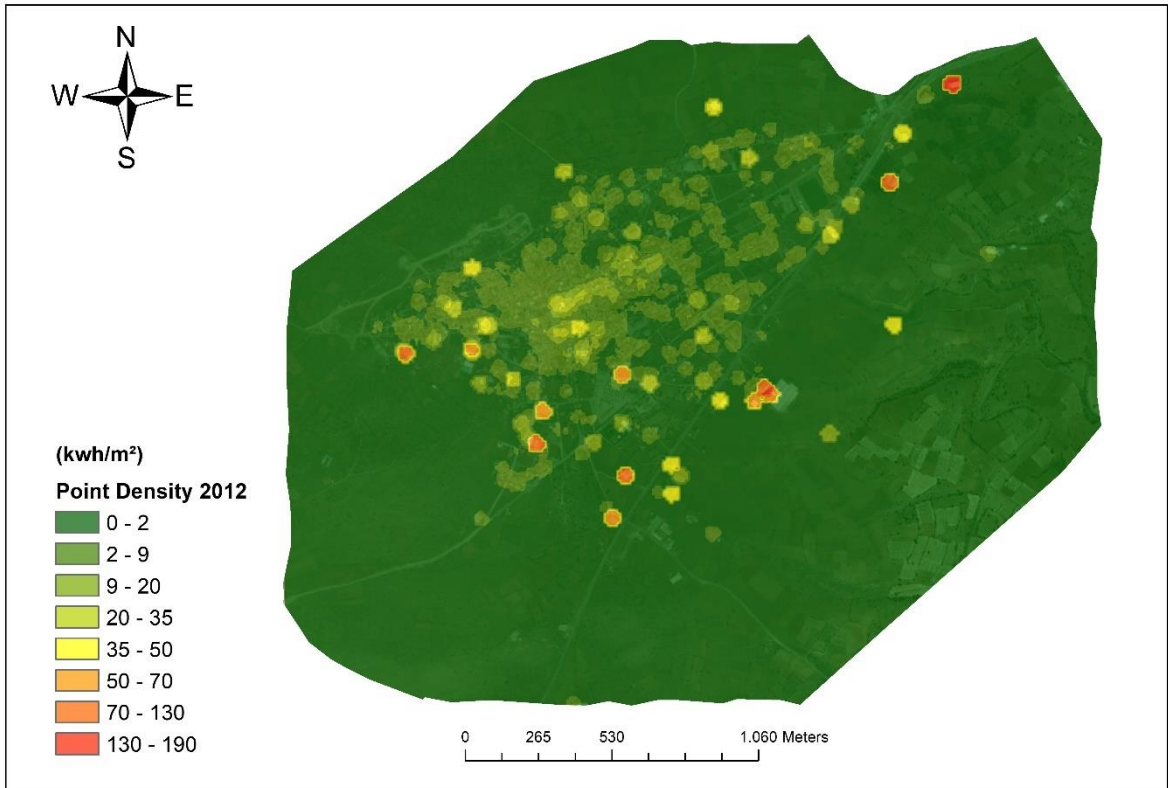 N
W E
S
(kwh/m²)
Point Density 2012
0 - 2
2 - 9
9 - 20
20 - 35
35 - 50
50 - 70
70 - 130
130 - 190
0 265 530 1.060 Meters